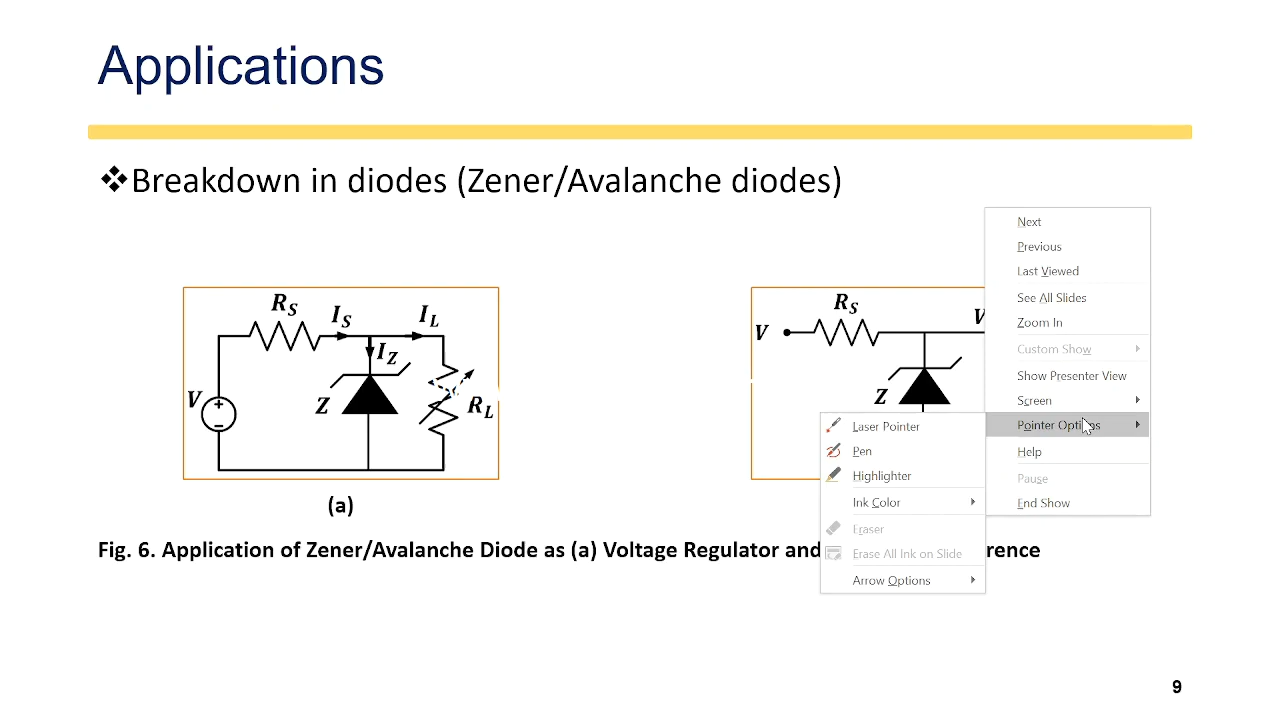 Applications
❖Breakdown in diodes (Zener/Avalanche diodes)
R_S
I_S
I_L
I_Z
V
Z
R_L
(a)
V
R_S
V
Z
Next
Previous
Last Viewed
See All Slides
Zoom In
Custom Show
Show Presenter View
Screen
Pointer Options
Help
Pause
End Show
Laser Pointer
Pen
Highlighter
Ink Color
Eraser
Erase All Ink on Slide
Arrow Options
Fig. 6. Application of Zener/Avalanche Diode as (a) Voltage Regulator and
9